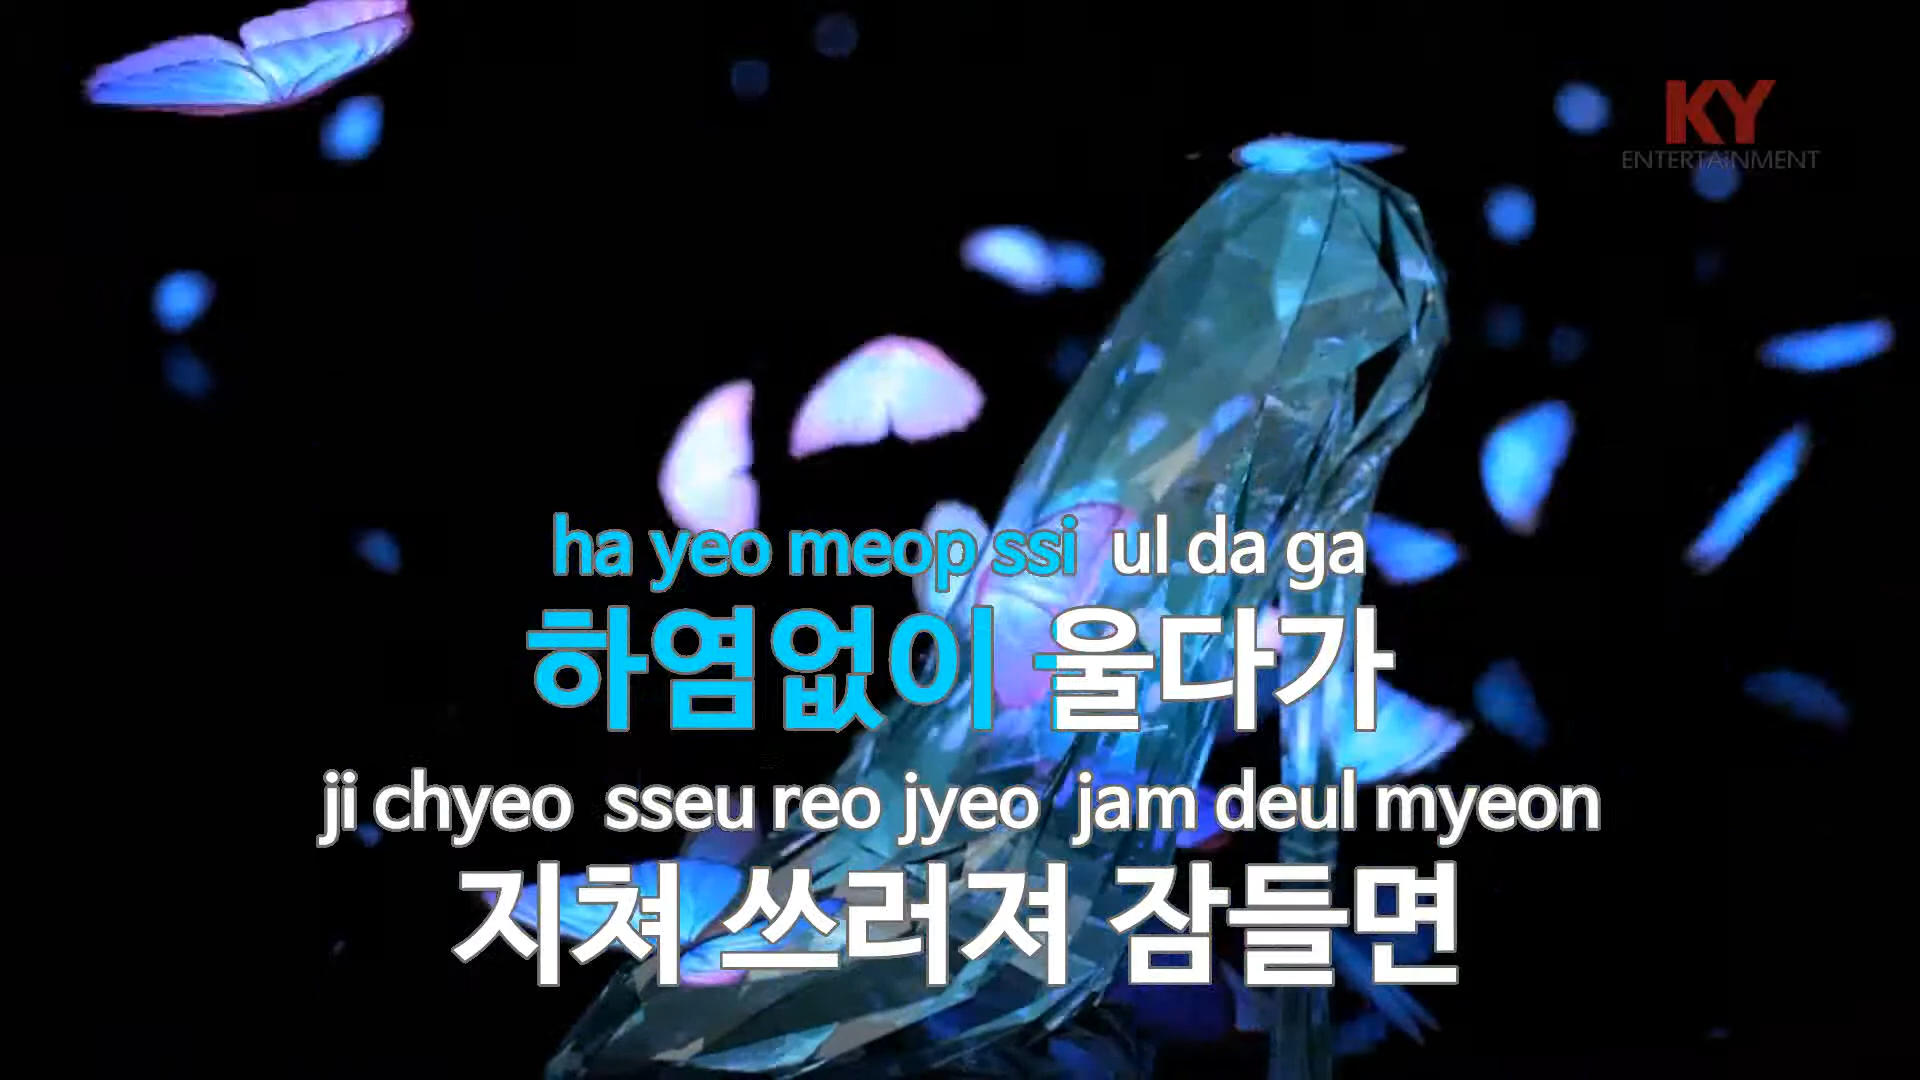 KY
ENTERTAiNMENT
ha yeo meop ssi ul da ga
하염없이 울다가
ji chyeo sseu reo jyeo jam deul myeon
지쳐 쓰러져 잠들면